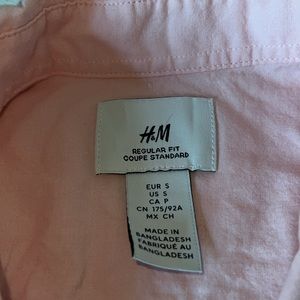 H&M
REGULAR FIT
COUPE STANDARD
EUR S
US S
CA P
CN 175/92A
MX CH
MADE IN
BANGLADESH
FABRIQUÉ AU
BANGLADESH